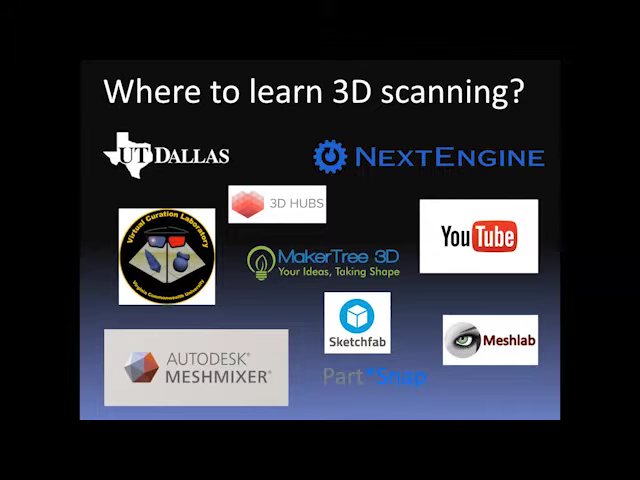 Where to learn 3D scanning?
UT DALLAS
NEXTENGINE
3D HUBS
Virtual Curation Laboratory
Virginia Commonwealth University
MakerTree 3D
Your Ideas, Taking Shape
YouTube
Sketchfab
Meshlab
AUTODESK®
MESHMIXER®
Part*Snap